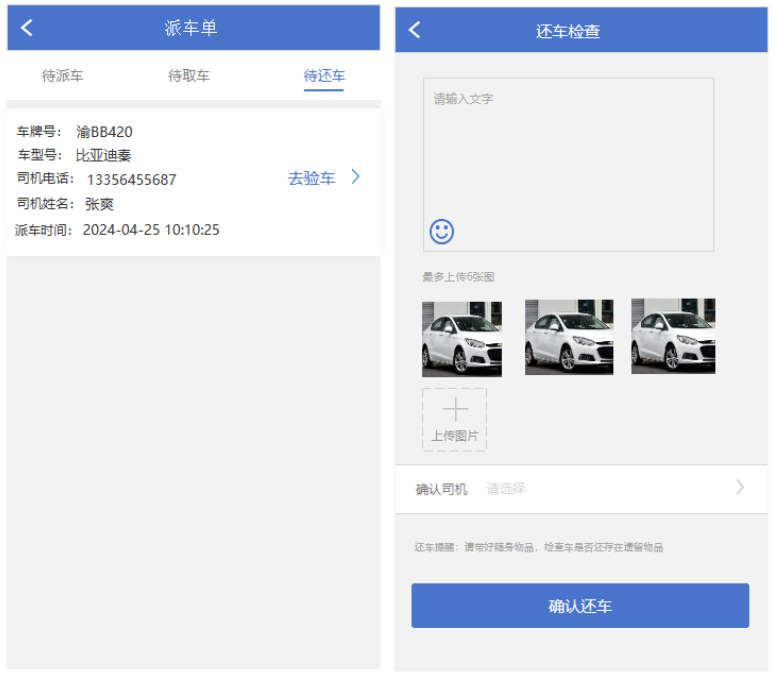 派车单
待派车 待取车 待还车
车牌号： 渝BB420
车型号： 比亚迪秦
司机电话： 13356455687
司机姓名： 张爽
派车时间： 2024-04-25 10:10:25
去验车
还车检查
请输入文字
最多上传6张图
上传图片
确认司机 请选择
还车提醒：请带好随身物品，检查车是否还存在遗留物品
确认还车